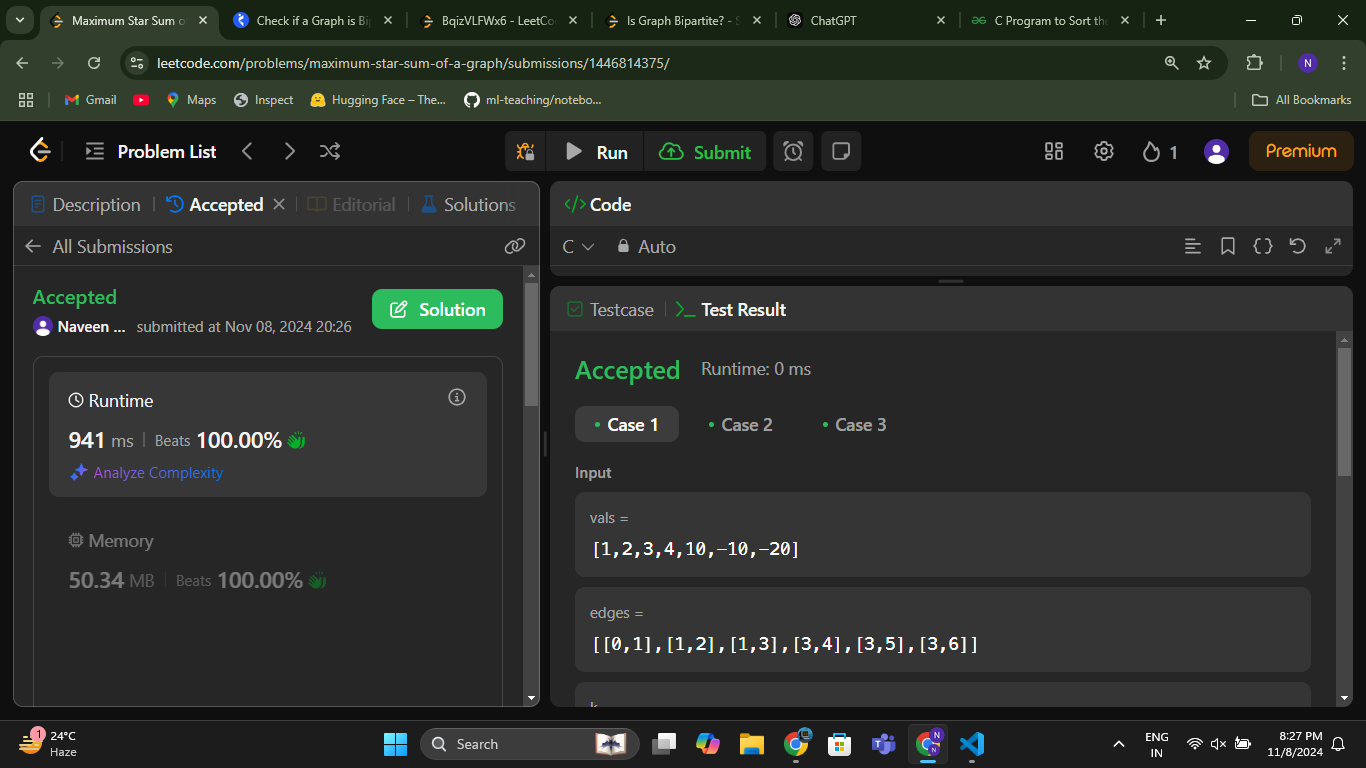 Maximum Star Sum o
Check if a Graph is Bi
BqizVLFWx6 - LeetCo
Is Graph Bipartite? - S
ChatGPT
C Program to Sort the
leetcode.com/problems/maximum-star-sum-of-a-graph/submissions/1446814375/
N
Gmail
Maps
Inspect
Hugging Face – The...
ml-teaching/notebo...
All Bookmarks
Problem List
Run
Submit
1
Premium
Description
Accepted
Editorial
Solutions
All Submissions
Accepted
Naveen ... submitted at Nov 08, 2024 20:26
Solution
Runtime
941 ms Beats 100.00%
Analyze Complexity
Memory
50.34 MB Beats 100.00%
</> Code
C
Auto
Testcase
Test Result
Accepted Runtime: 0 ms
Case 1
Case 2
Case 3
Input
vals =
[1,2,3,4,10,-10,-20]
edges =
[[0,1],[1,2],[1,3],[3,4],[3,5],[3,6]]
k
1
24°C
Haze
Search
N
ENG
IN
8:27 PM
11/8/2024